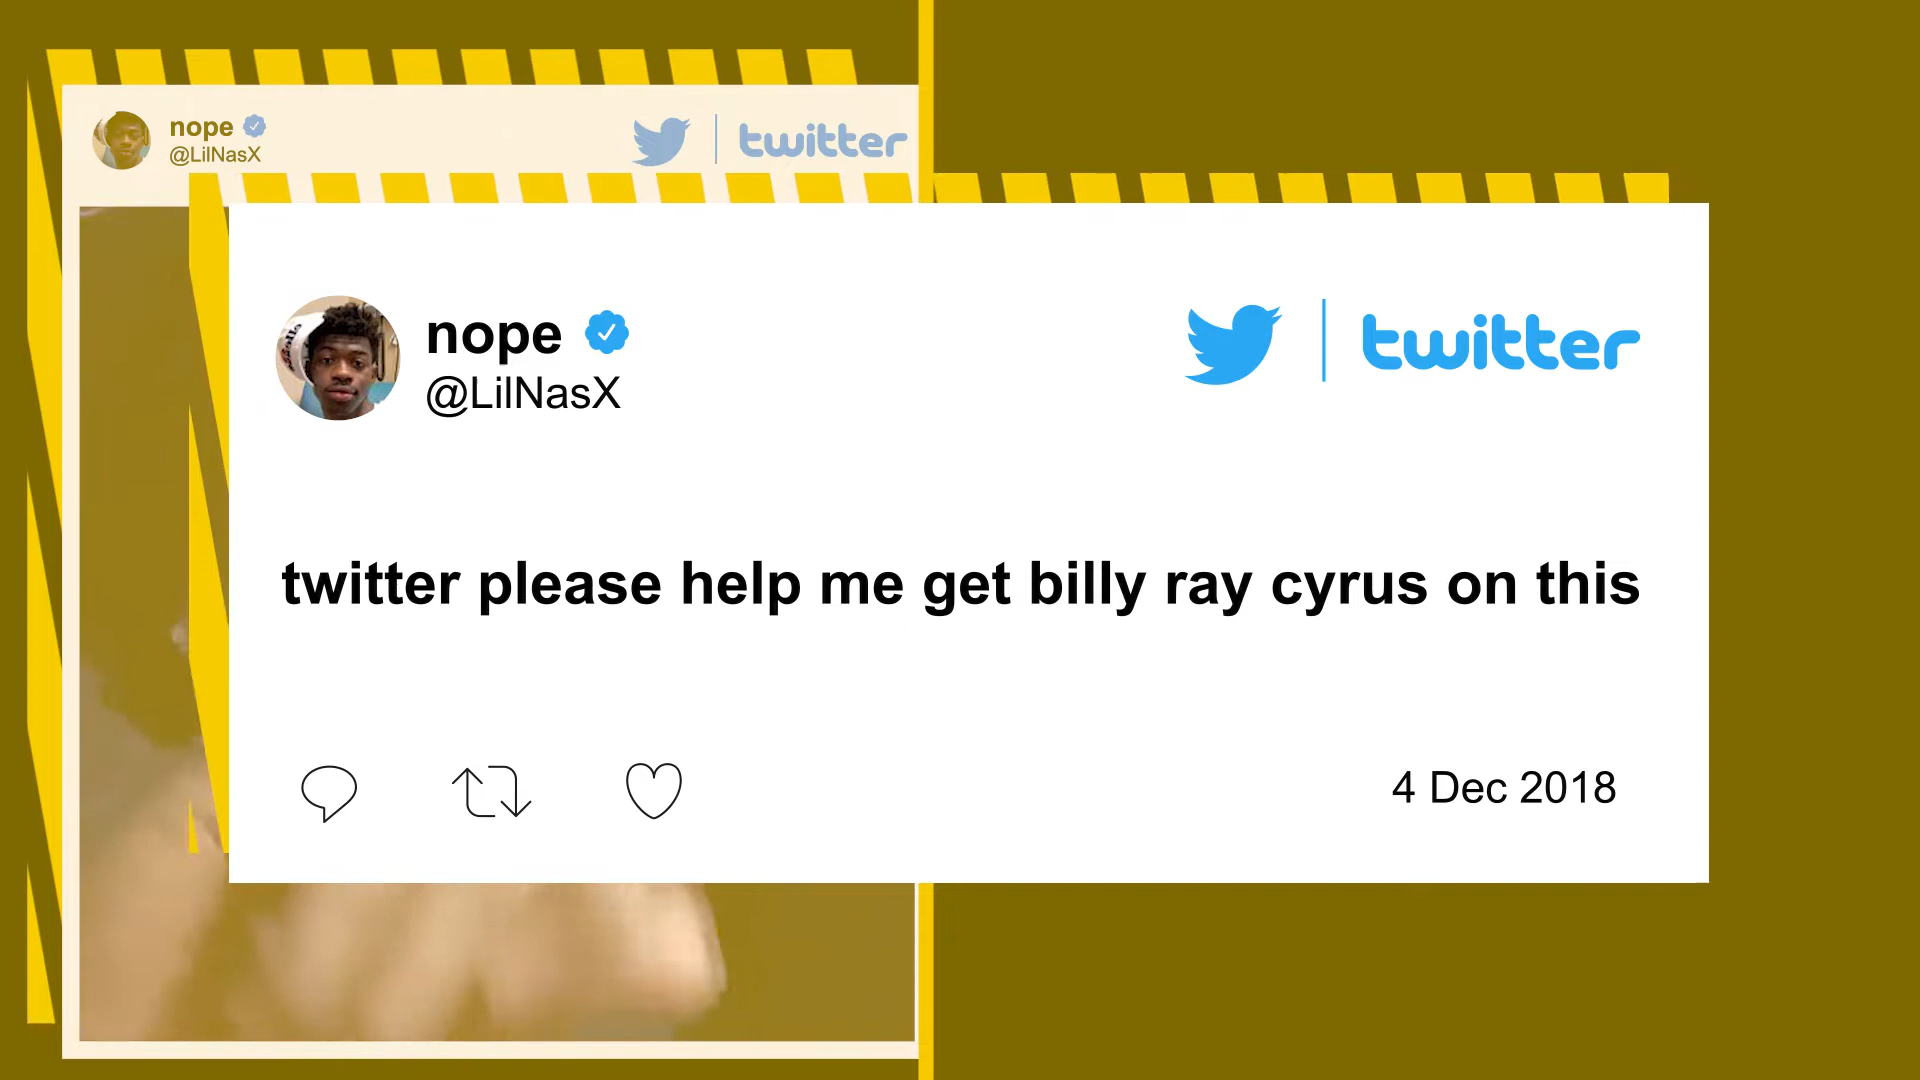 nope
@LilNasX
twitter
nope
@LilNasX
twitter
twitter please help me get billy ray cyrus on this
4 Dec 2018